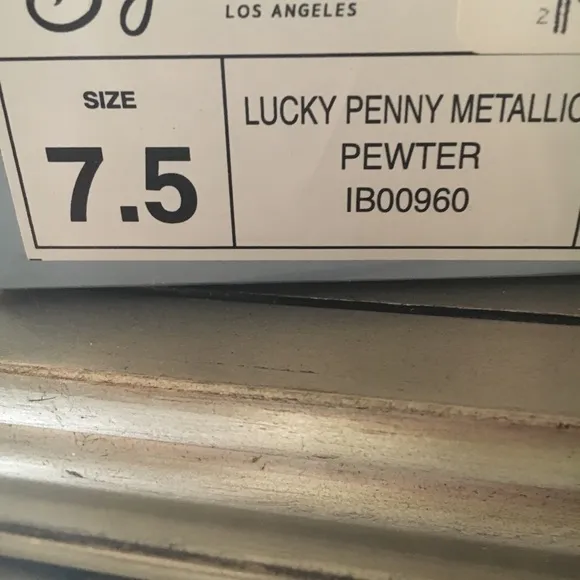 LOS ANGELES
SIZE
7.5
LUCKY PENNY METALLIC
PEWTER
IB00960